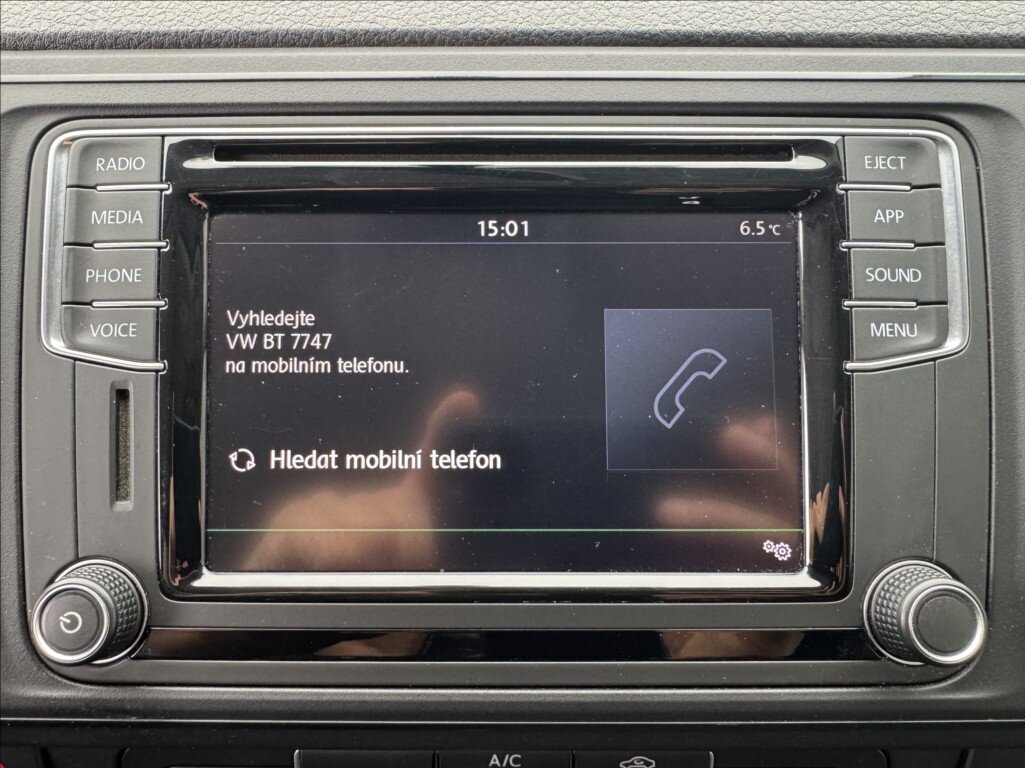 RADIO
MEDIA
PHONE
VOICE
EJECT
APP
SOUND
MENU
15:01
6.5 °C
Vyhledejte
VW BT 7747
na mobilním telefonu.
Hledat mobilní telefon
A/C